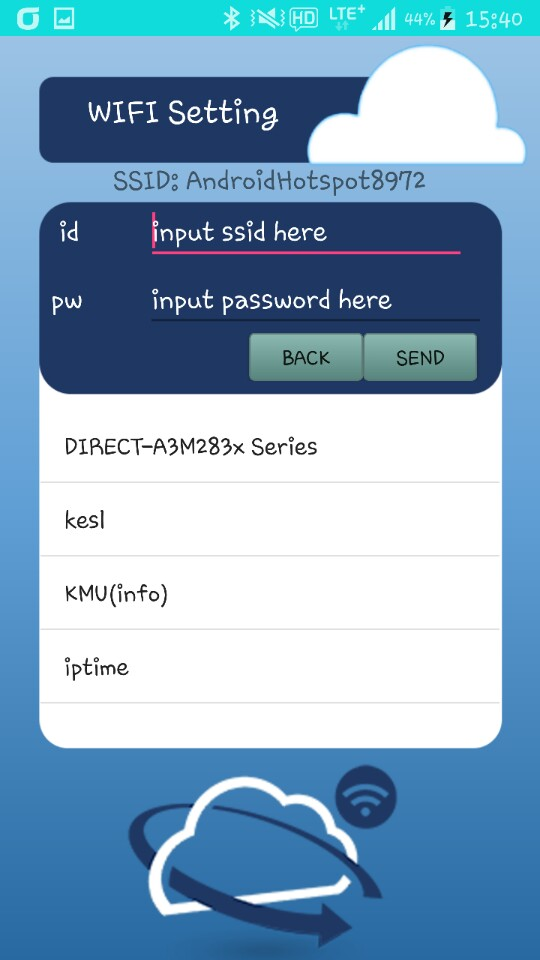 HD LTE+ 44% 15:40
WIFI Setting
SSID: AndroidHotspot8972
id input ssid here
pw input password here
BACK SEND
DIRECT-A3M283x Series
kesl
KMU(info)
iptime